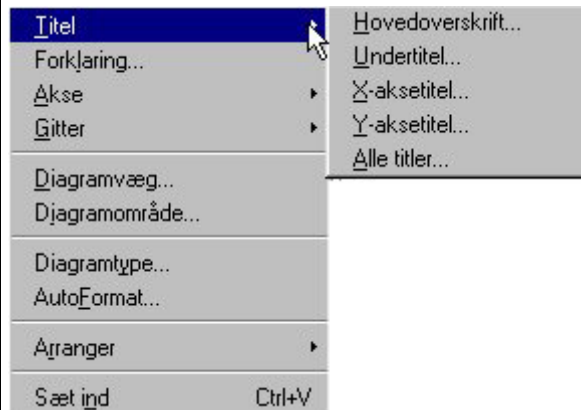 Titel
Forklaring...
Akse
Gitter
Diagramvæg...
Diagramområde...
Diagramtype...
AutoFormat...
Arranger
Sæt ind Ctrl+V
Hovedoverskrift...
Undertitel...
X-aksetitel...
Y-aksetitel...
Alle titler...